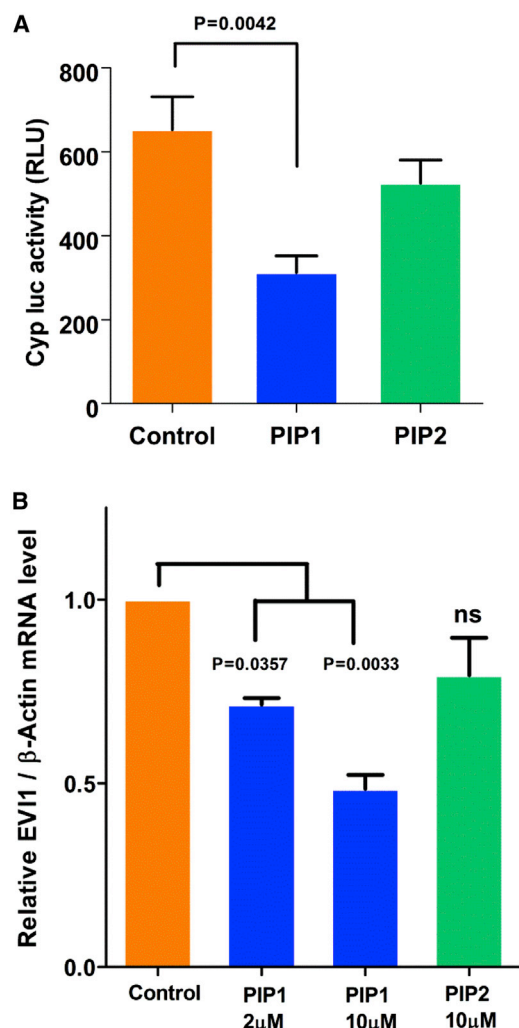 A
P=0.0042
Cyp luc activity (RLU)
800
600
400
200
0
Control PIP1 PIP2
B
Relative EVI1 / β-Actin mRNA level
1.0
0.5
0.0
P=0.0357 P=0.0033
ns
Control PIP1 PIP1 PIP2
2μM 10μM 10μM